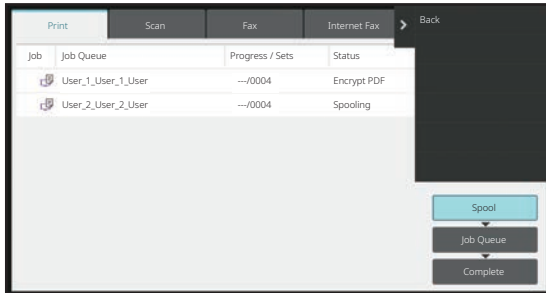 Print Scan Fax Internet Fax Back
Job Job Queue Progress / Sets Status
User_1_User_1_User ---/0004 Encrypt PDF
User_2_User_2_User ---/0004 Spooling
Spool
Job Queue
Complete